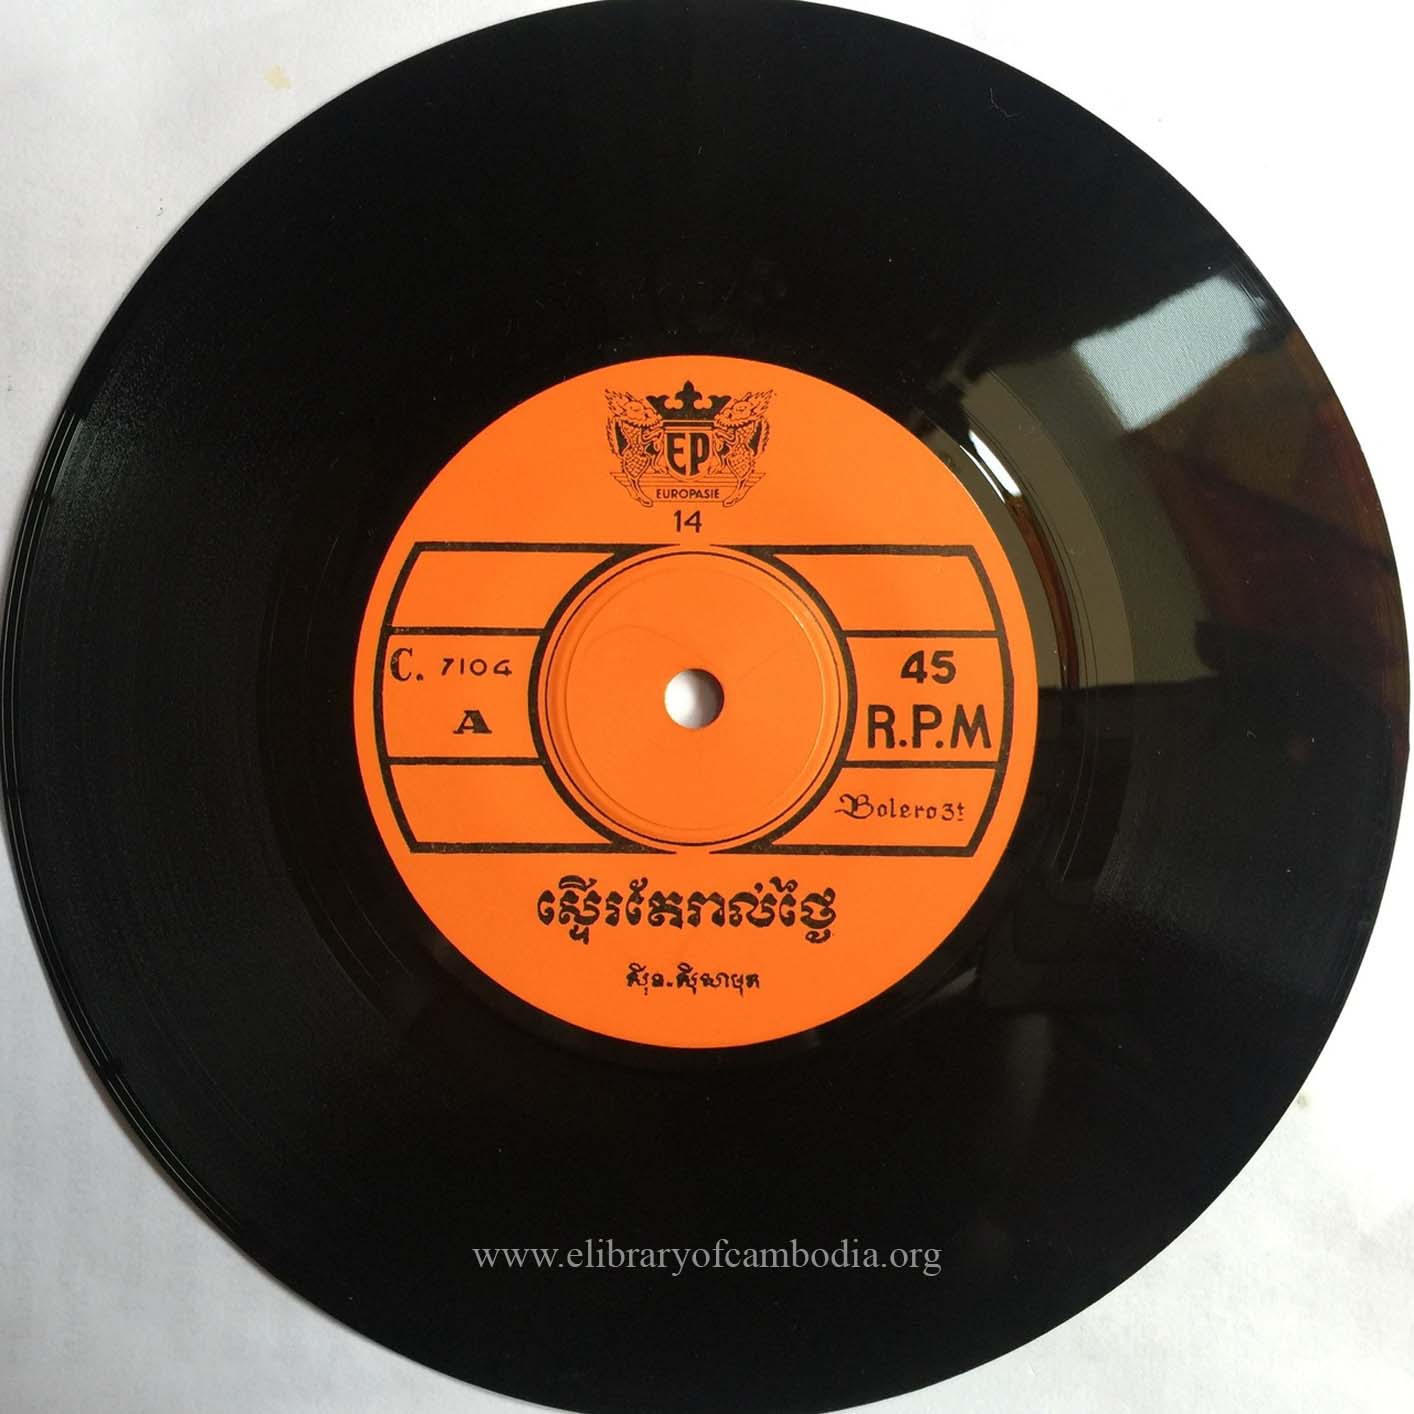 EP
EUROPASIE
14
C. 7104
A
45
R.P.M
Bolero 3t
ស្ទើរតែរាល់ថ្ងៃ
ស៊ីន.ស៊ីសាមុត
www.elibraryofcambodia.org